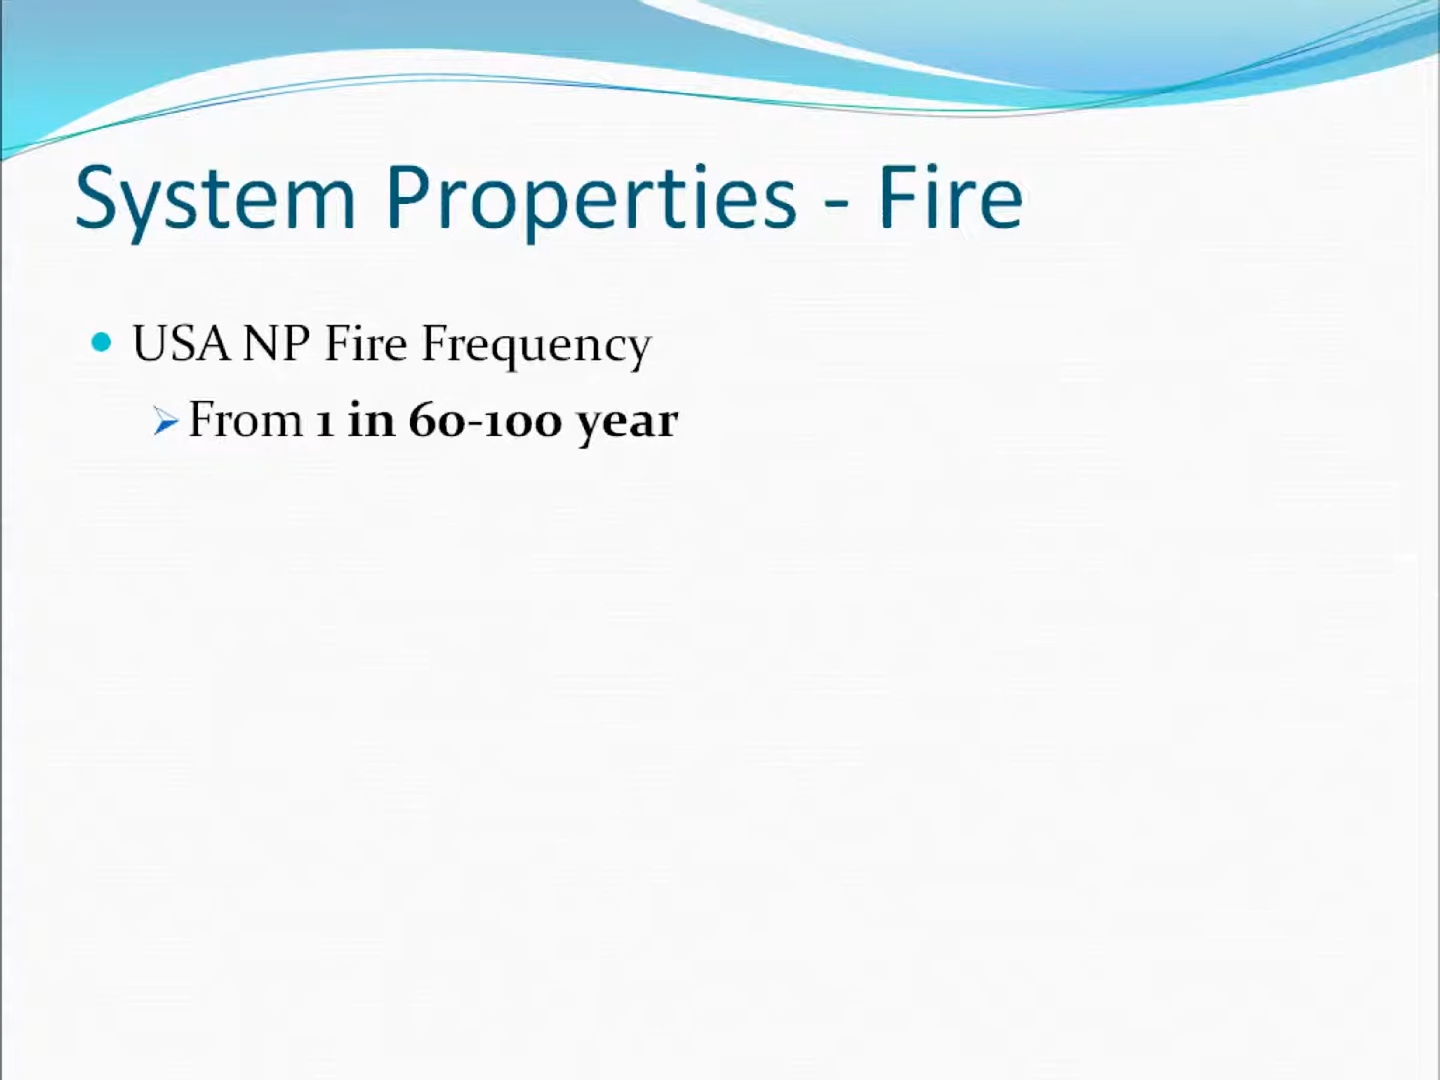 System Properties - Fire
USA NP Fire Frequency
From 1 in 60-100 year